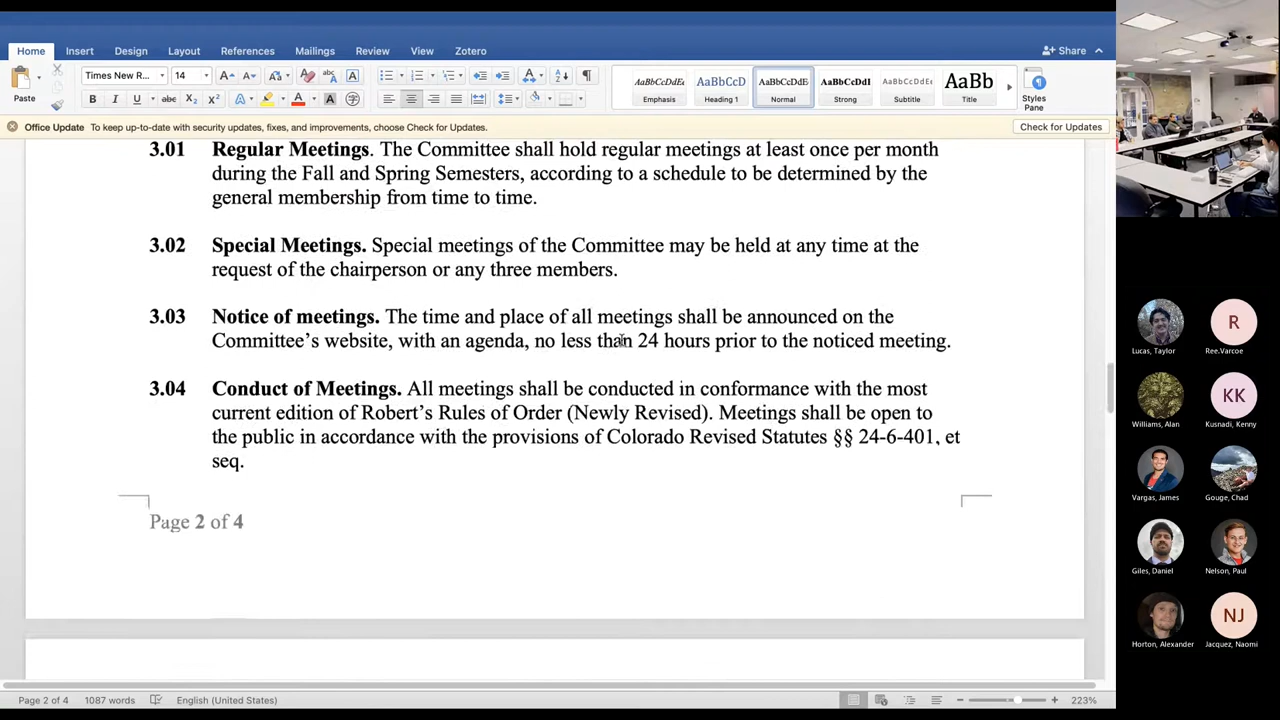 Home Insert Design Layout References Mailings Review View Zotero Share
Times New R... 14 AaBbCcDdEe AaBbCcD AaBbCcDdE AaBbCcDdI AaBbCcDdEe AaBb
Paste Emphasis Heading 1 Normal Strong Subtitle Title Styles Pane
Office Update To keep up-to-date with security updates, fixes, and improvements, choose Check for Updates. Check for Updates
3.01 Regular Meetings. The Committee shall hold regular meetings at least once per month
during the Fall and Spring Semesters, according to a schedule to be determined by the
general membership from time to time.
3.02 Special Meetings. Special meetings of the Committee may be held at any time at the
request of the chairperson or any three members.
3.03 Notice of meetings. The time and place of all meetings shall be announced on the
Committee's website, with an agenda, no less than 24 hours prior to the noticed meeting.
3.04 Conduct of Meetings. All meetings shall be conducted in conformance with the most
current edition of Robert's Rules of Order (Newly Revised). Meetings shall be open to
the public in accordance with the provisions of Colorado Revised Statutes §§ 24-6-401, et
seq.
Page 2 of 4
Page 2 of 4 1087 words English (United States) 223%
R
Lucas, Taylor Ree.Varcoe
KK
Williams, Alan Kusnadi, Kenny
Vargas, James Gouge, Chad
Giles, Daniel Nelson, Paul
NJ
Horton, Alexander Jacquez, Naomi